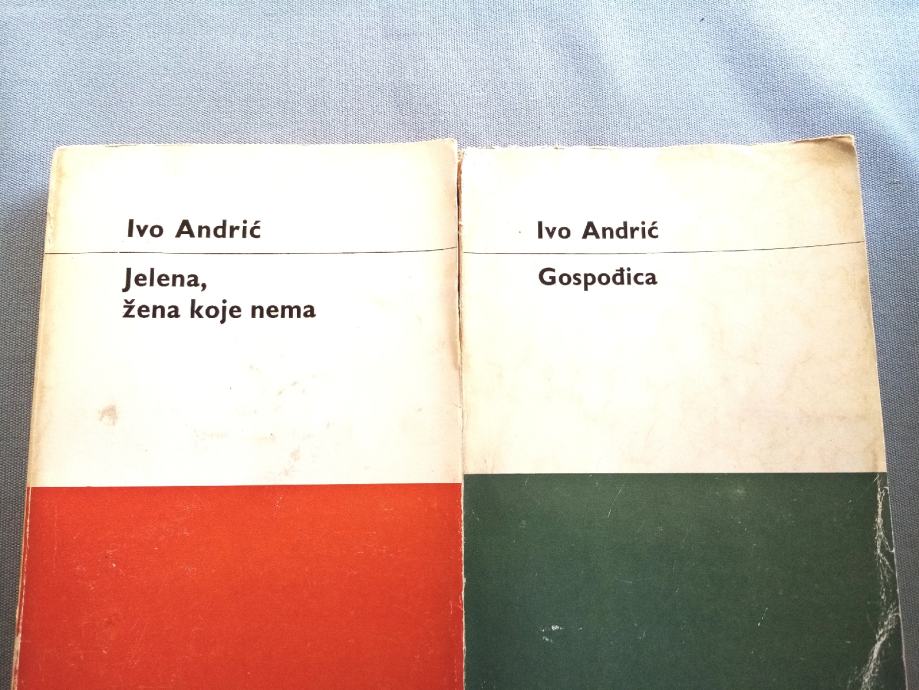 Ivo Andrić
Jelena,
žena koje nema
Ivo Andrić
Gospođica